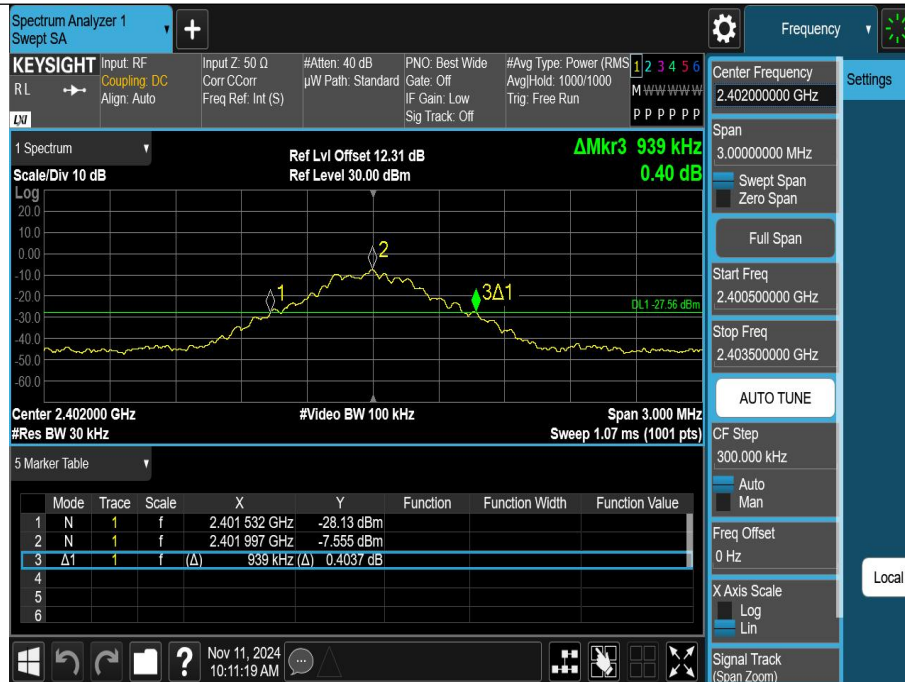 Spectrum Analyzer 1
Swept SA
+
Frequency
KEYSIGHT
RL
LXI
Input: RF
Coupling: DC
Align: Auto
Input Z: 50 Ω
Corr CCorr
Freq Ref: Int (S)
#Atten: 40 dB
µW Path: Standard
PNO: Best Wide
Gate: Off
IF Gain: Low
Sig Track: Off
#Avg Type: Power (RMS
Avg|Hold: 1000/1000
Trig: Free Run
1 2 3 4 5 6
M W W W W W
P P P P P P
1 Spectrum
Scale/Div 10 dB
Ref Lvl Offset 12.31 dB
Ref Level 30.00 dBm
ΔMkr3 939 kHz
0.40 dB
Log
20.0
10.0
0.00
-10.0
-20.0
-30.0
-40.0
-50.0
-60.0
1
2
3Δ1
DL1 -27.56 dBm
Center 2.402000 GHz
#Video BW 100 kHz
Span 3.000 MHz
#Res BW 30 kHz
Sweep 1.07 ms (1001 pts)
5 Marker Table
Mode Trace Scale X Y Function Function Width Function Value
1 N 1 f 2.401 532 GHz -28.13 dBm
2 N 1 f 2.401 997 GHz -7.555 dBm
3 Δ1 1 f (Δ) 939 kHz (Δ) 0.4037 dB
4
5
6
?
Nov 11, 2024
10:11:19 AM
Center Frequency
2.402000000 GHz
Span
3.00000000 MHz
Swept Span
Zero Span
Full Span
Start Freq
2.400500000 GHz
Stop Freq
2.403500000 GHz
AUTO TUNE
CF Step
300.000 kHz
Auto
Man
Freq Offset
0 Hz
X Axis Scale
Log
Lin
Signal Track
(Span Zoom)
Settings
Local